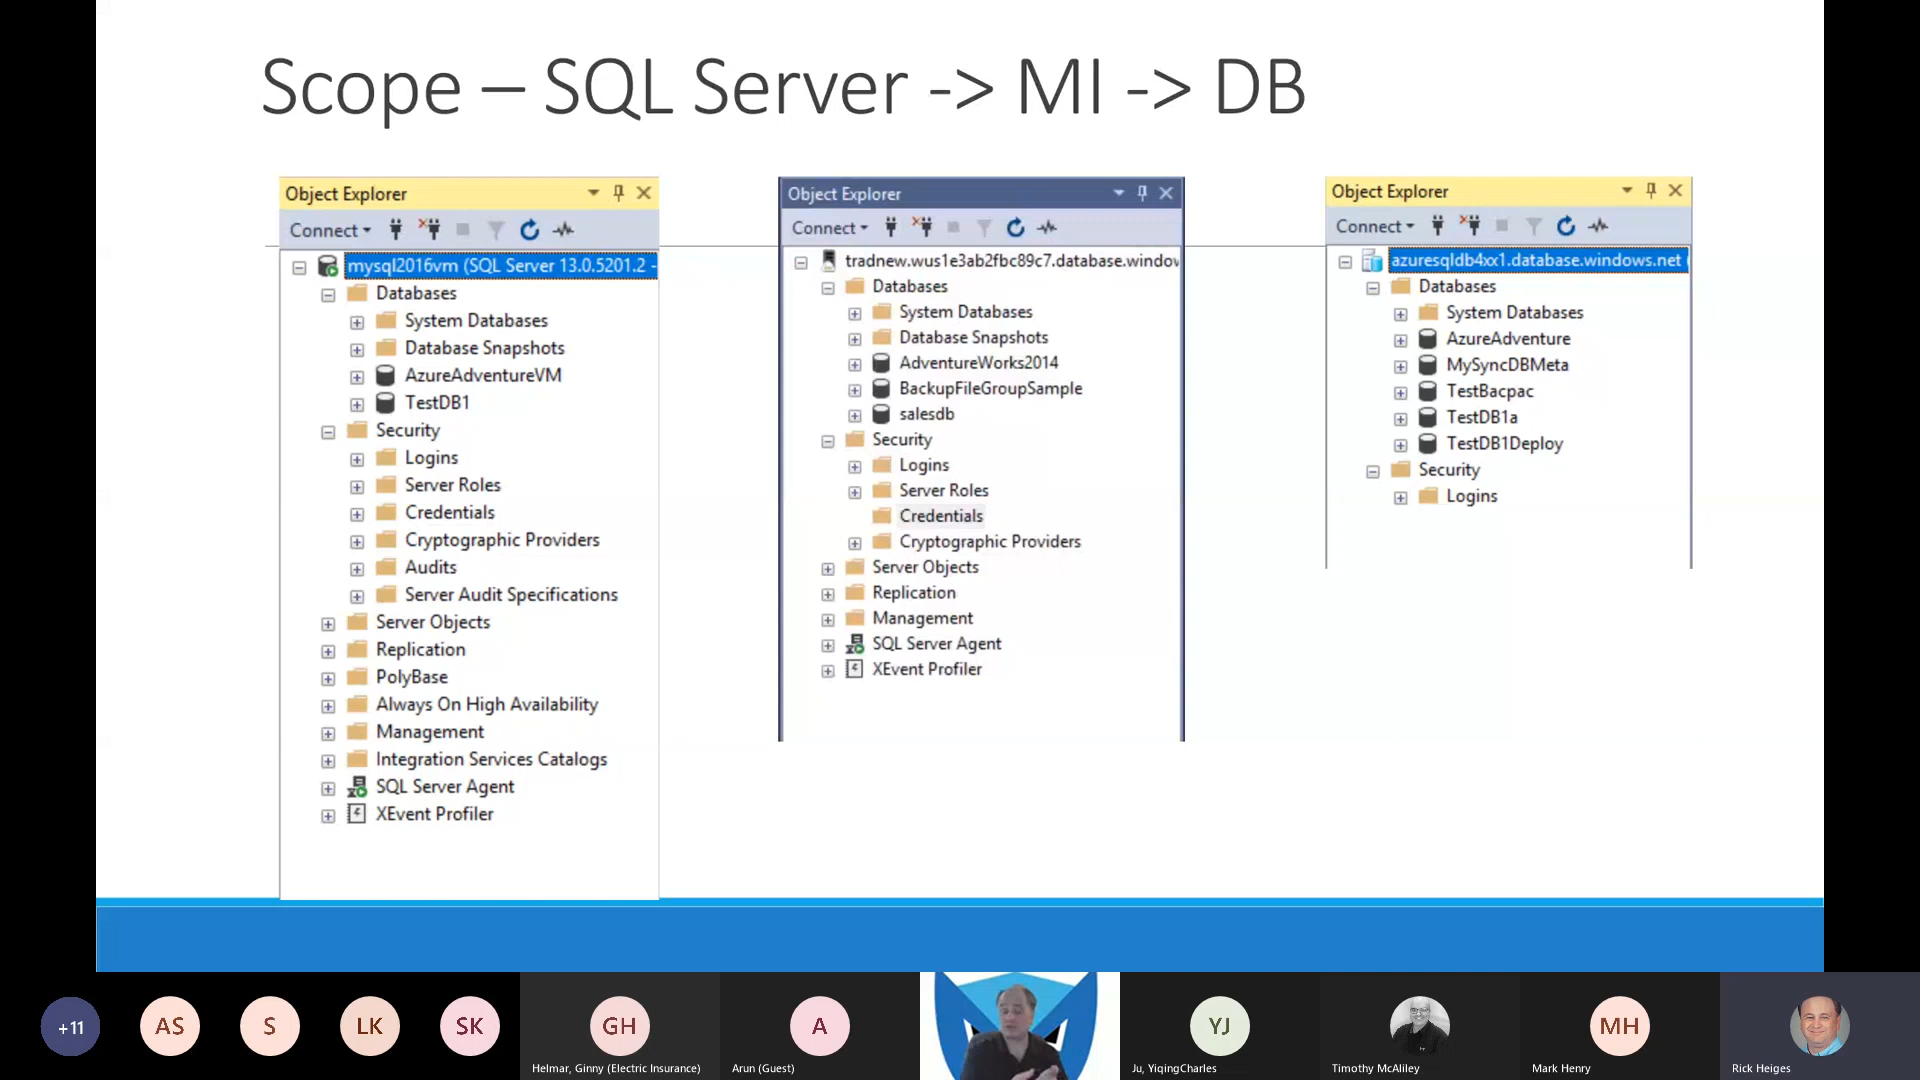 Scope – SQL Server -> MI -> DB
Object Explorer
Connect
mysql2016vm (SQL Server 13.0.5201.2 -
Databases
System Databases
Database Snapshots
AzureAdventureVM
TestDB1
Security
Logins
Server Roles
Credentials
Cryptographic Providers
Audits
Server Audit Specifications
Server Objects
Replication
PolyBase
Always On High Availability
Management
Integration Services Catalogs
SQL Server Agent
XEvent Profiler
Object Explorer
Connect
tradnew.wus1e3ab2fbc89c7.database.window
Databases
System Databases
Database Snapshots
AdventureWorks2014
BackupFileGroupSample
salesdb
Security
Logins
Server Roles
Credentials
Cryptographic Providers
Server Objects
Replication
Management
SQL Server Agent
XEvent Profiler
Object Explorer
Connect
azuresqldb4xx1.database.windows.net (
Databases
System Databases
AzureAdventure
MySyncDBMeta
TestBacpac
TestDB1a
TestDB1Deploy
Security
Logins
+11
AS
S
LK
SK
GH
Helmar, Ginny (Electric Insurance)
A
Arun (Guest)
YJ
Ju, YiqingCharles
Timothy McAliley
MH
Mark Henry
Rick Heiges